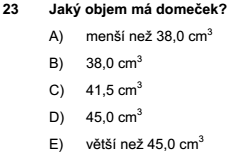 23 Jaký objem má domeček?
A) menší než 38,0 cm³
B) 38,0 cm³
C) 41,5 cm³
D) 45,0 cm³
E) větší než 45,0 cm³